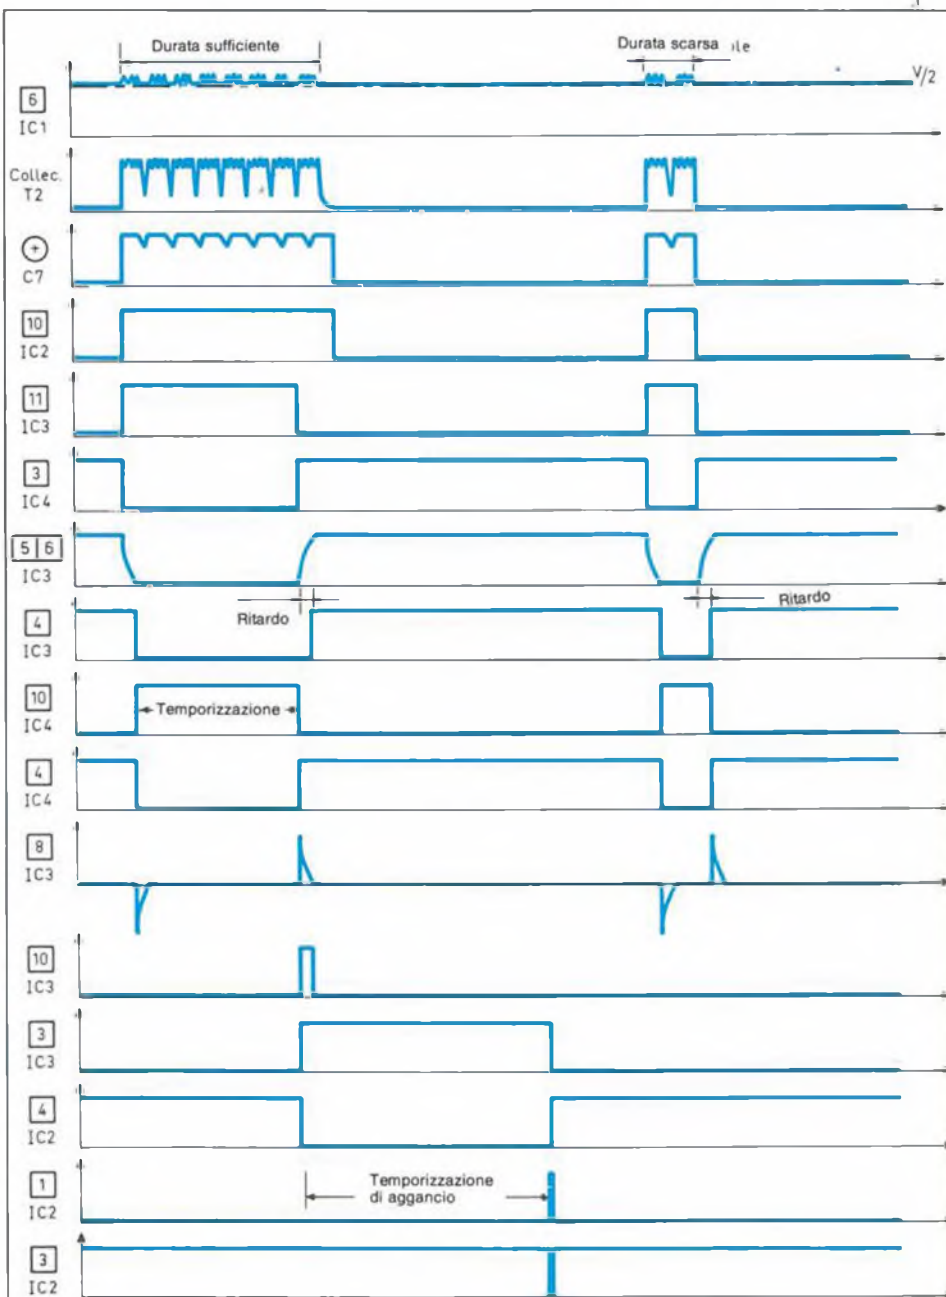 Durata sufficiente
Durata scarsa
V/2
6
IC1
Collec.
T2
+
C7
10
IC2
11
IC3
3
IC4
5 6
IC3
Ritardo
Ritardo
4
IC3
10
IC4
Temporizzazione
4
IC4
8
IC3
10
IC3
3
IC3
4
IC2
1
IC2
Temporizzazione
di aggancio
3
IC2